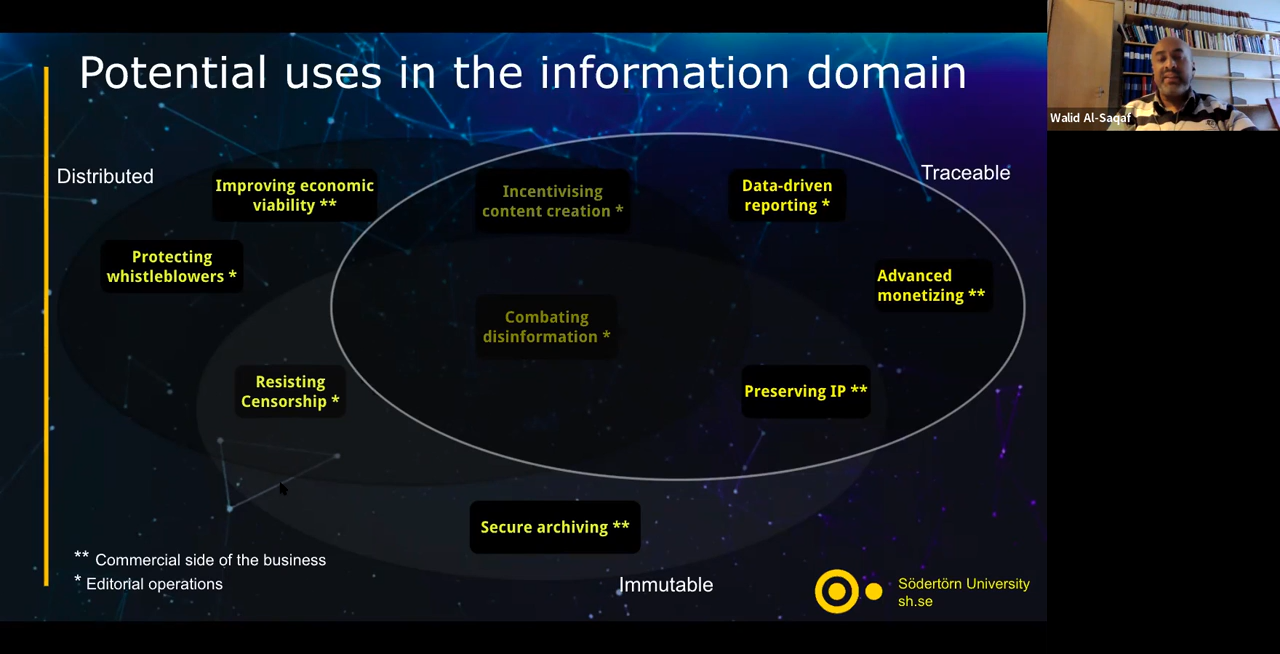 Potential uses in the information domain
Walid Al-Saqaf
Distributed
Traceable
Improving economic
viability **
Incentivising
content creation *
Data-driven
reporting *
Protecting
whistleblowers *
Advanced
monetizing **
Combating
disinformation *
Resisting
Censorship *
Preserving IP **
Secure archiving **
** Commercial side of the business
* Editorial operations
Immutable
Södertörn University
sh.se